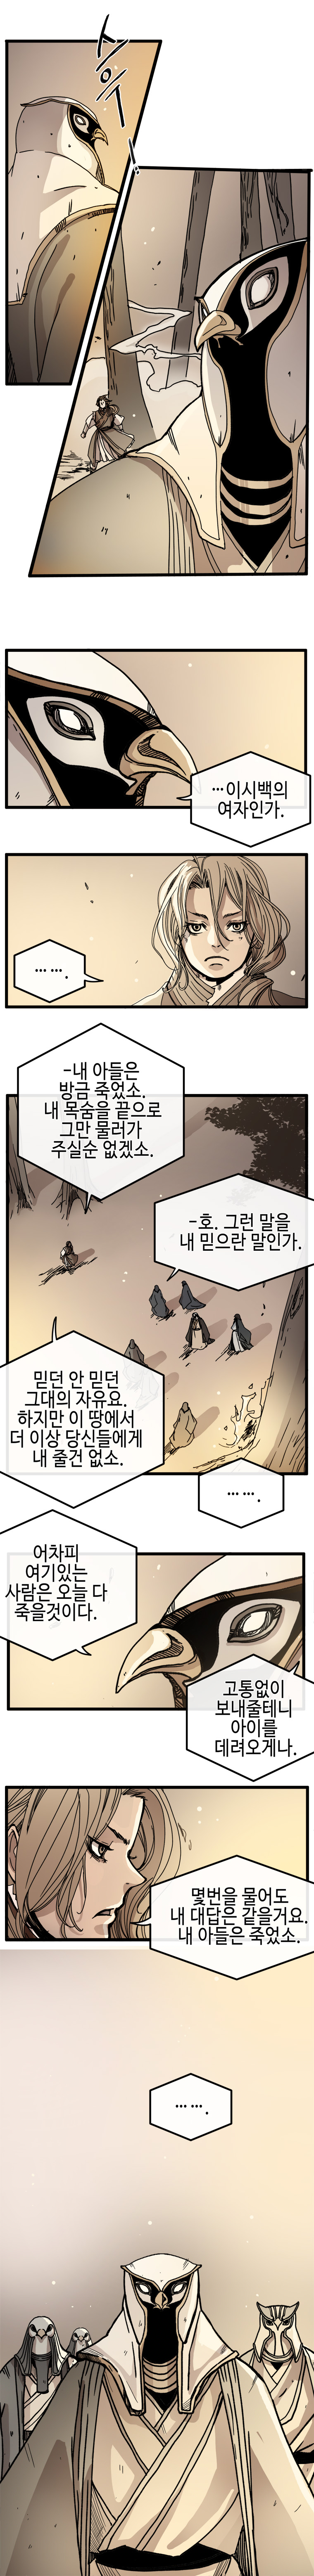 스으으
…이시백의
여자인가.
… … .
-내 아들은
방금 죽었소.
내 목숨을 끝으로
그만 물러가
주실순 없겠소.
-호. 그런 말을
내 믿으란 말인가.
믿던 안 믿던
그대의 자유요.
하지만 이 땅에서
더 이상 당신들에게
내 줄건 없소.
… … .
어차피
여기있는
사람은 오늘 다
죽을것이다.
고통없이
보내줄테니
아이를
데려오게나.
몇번을 물어도
내 대답은 같을거요.
내 아들은 죽었소.
… … .